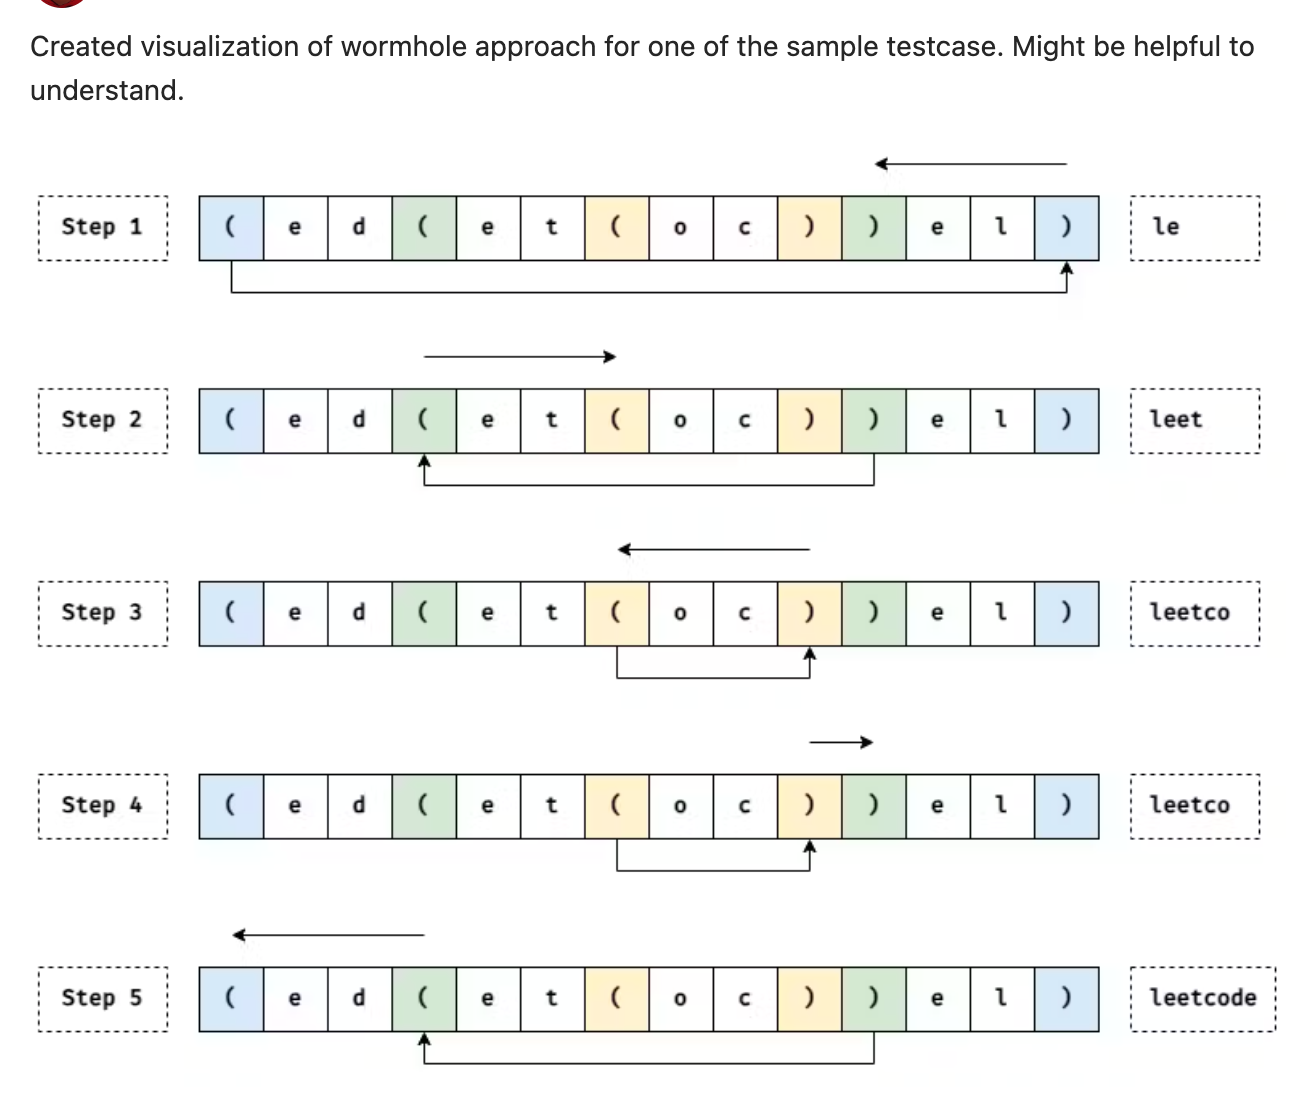 Created visualization of wormhole approach for one of the sample testcase. Might be helpful to
understand.
Step 1 ( e d ( e t ( o c ) ) e l ) le
Step 2 ( e d ( e t ( o c ) ) e l ) leet
Step 3 ( e d ( e t ( o c ) ) e l ) leetco
Step 4 ( e d ( e t ( o c ) ) e l ) leetco
Step 5 ( e d ( e t ( o c ) ) e l ) leetcode